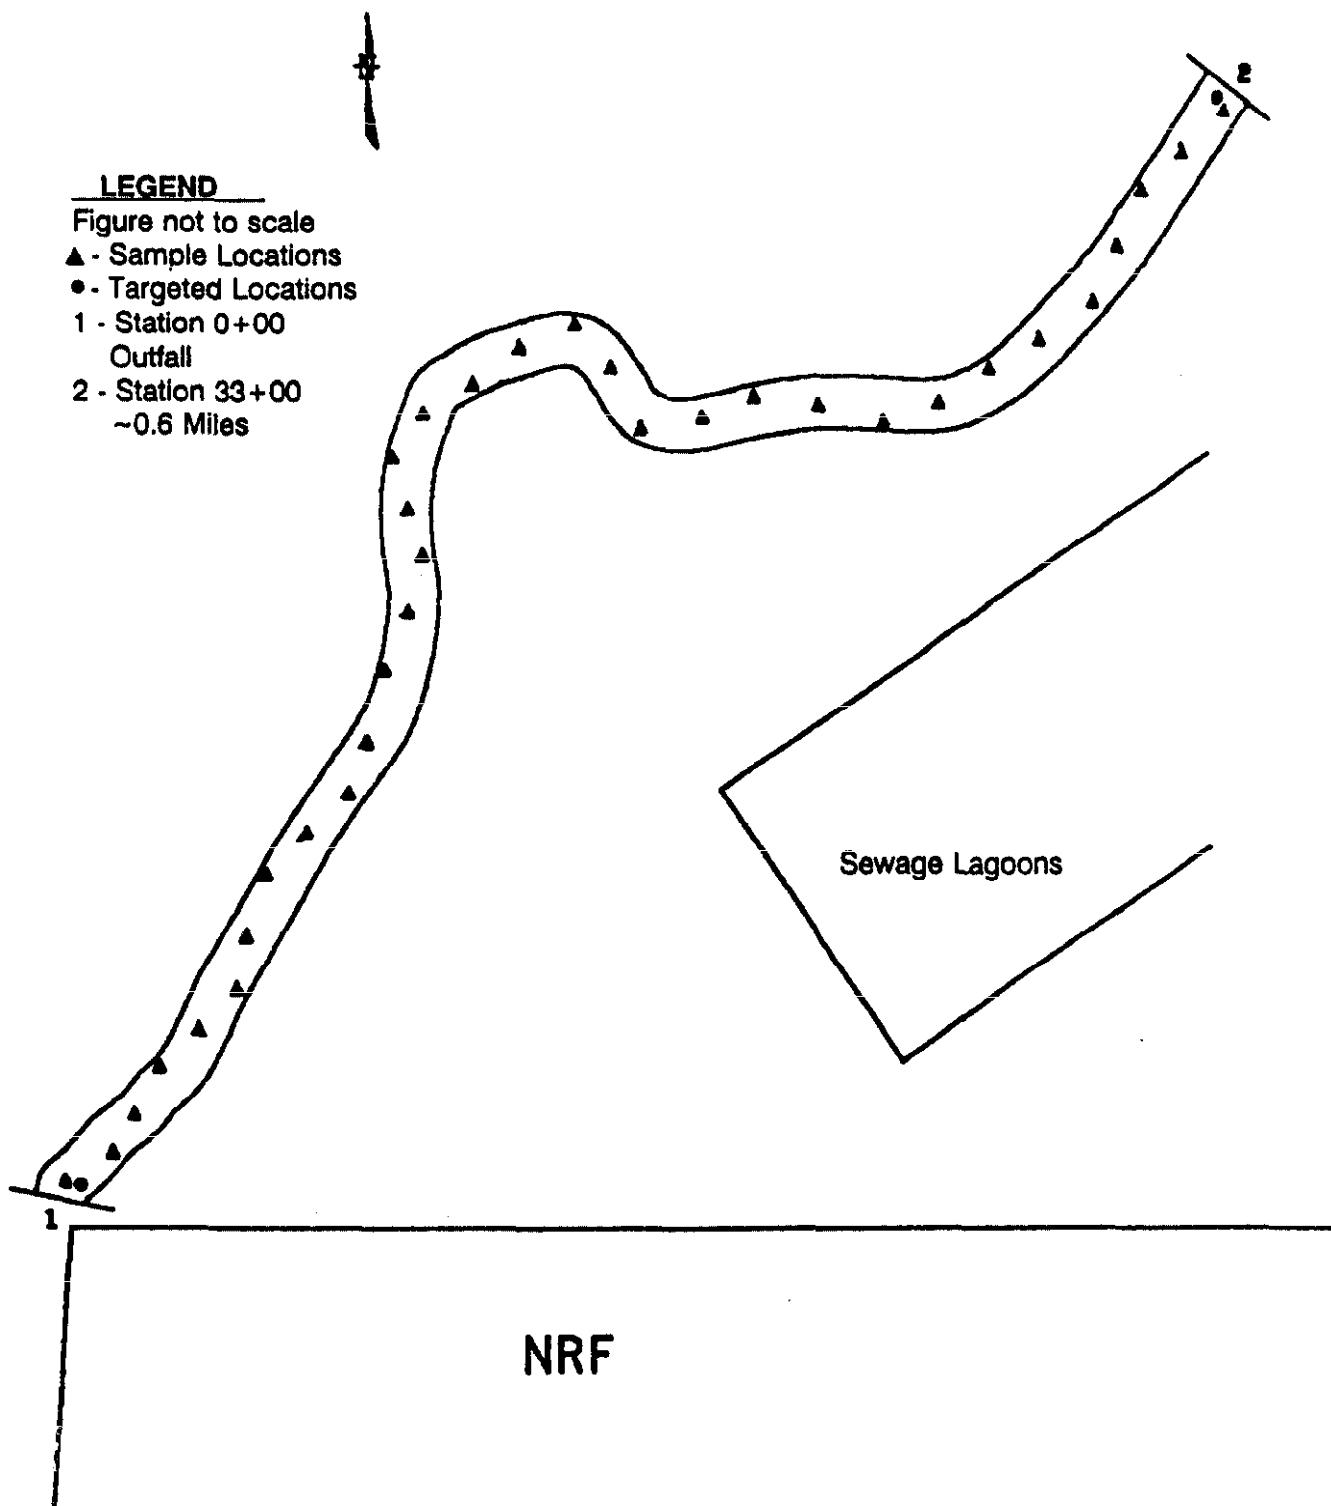 N
2
LEGEND
Figure not to scale
▲ - Sample Locations
● - Targeted Locations
1 - Station 0+00
Outfall
2 - Station 33+00
~0.6 Miles
Sewage Lagoons
1
NRF